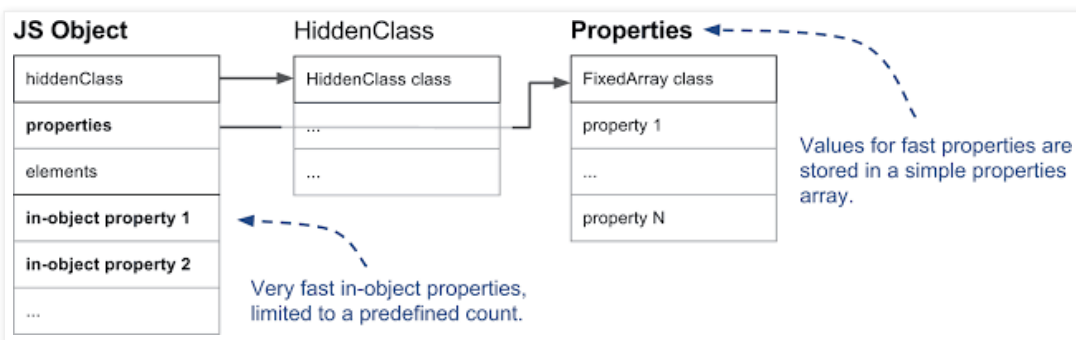 JS Object
hiddenClass
properties
elements
in-object property 1
in-object property 2
...
HiddenClass
HiddenClass class
...
...
Properties
FixedArray class
property 1
...
property N
Values for fast properties are
stored in a simple properties
array.
Very fast in-object properties,
limited to a predefined count.